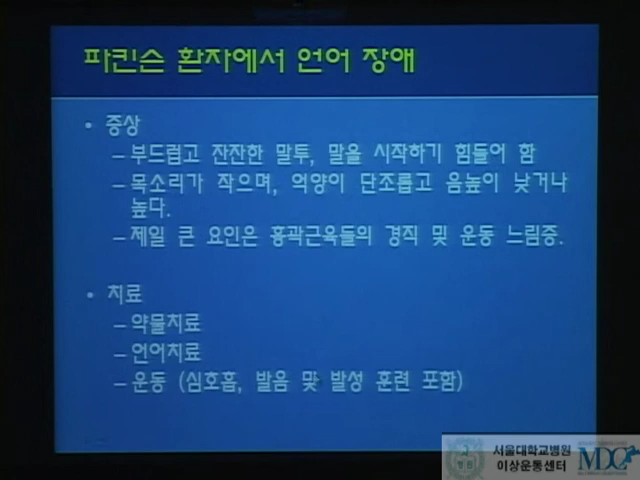 파킨슨 환자에서 언어 장애
• 증상
– 부드럽고 잔잔한 말투, 말을 시작하기 힘들어 함
– 목소리가 작으며, 억양이 단조롭고 음높이 낮거나
높다.
– 제일 큰 요인은 흉곽근육들의 경직 및 운동 느림증.
• 치료
– 약물치료
– 언어치료
– 운동 (심호흡, 발음 및 발성 훈련 포함)
서울대학교병원
이상운동센터
MDC